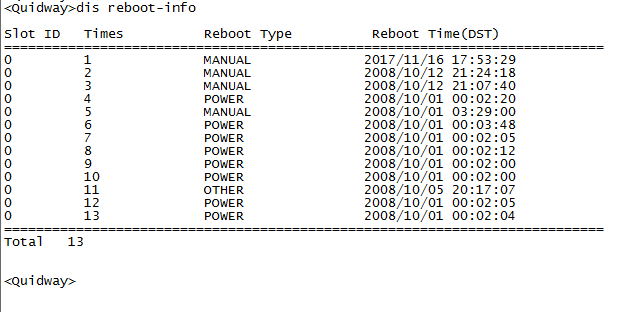 <Quidway>dis reboot-info
Slot ID   Times          Reboot Type          Reboot Time(DST)
===========================================================================
0         1              MANUAL              2017/11/16 17:53:29
0         2              MANUAL              2008/10/12 21:24:18
0         3              MANUAL              2008/10/12 21:07:40
0         4              POWER               2008/10/01 00:02:20
0         5              MANUAL              2008/10/01 03:29:00
0         6              POWER               2008/10/01 00:03:48
0         7              POWER               2008/10/01 00:02:05
0         8              POWER               2008/10/01 00:02:12
0         9              POWER               2008/10/01 00:02:00
0         10             POWER               2008/10/01 00:02:00
0         11             OTHER               2008/10/05 20:17:07
0         12             POWER               2008/10/01 00:02:05
0         13             POWER               2008/10/01 00:02:04
===========================================================================
Total   13
<Quidway>